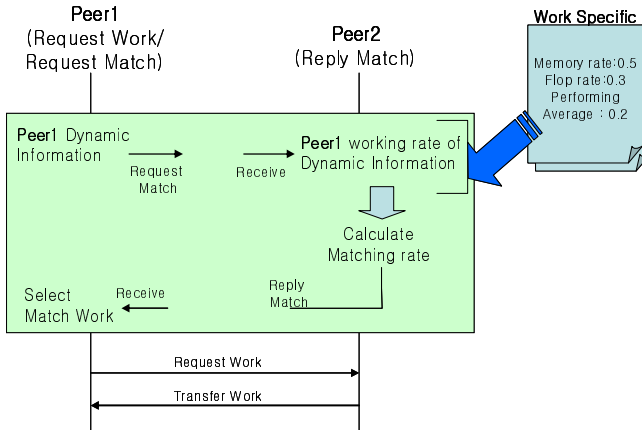 Peer1
(Request Work/
Request Match)
Peer2
(Reply Match)
Work Specific
Memory rate:0.5
Flop rate:0.3
Performing
Average : 0.2
Peer1 Dynamic
Information
Request
Match
Receive
Peer1 working rate of
Dynamic Information
Calculate
Matching rate
Reply
Match
Receive
Select
Match Work
Request Work
Transfer Work